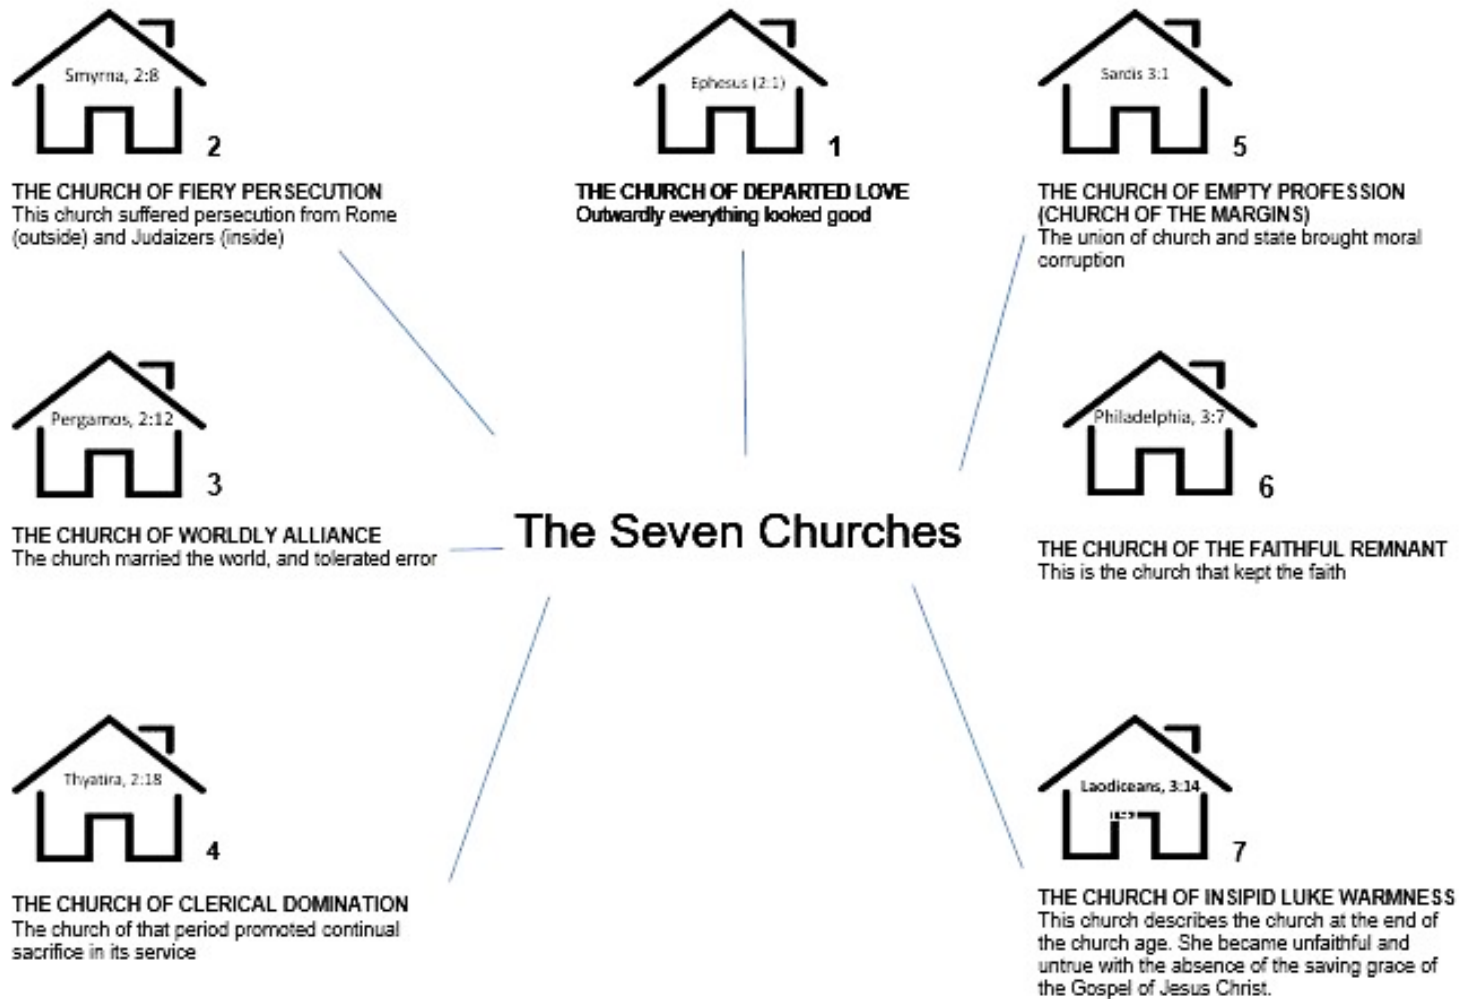 Smyrna, 2:8
2
THE CHURCH OF FIERY PERSECUTION
This church suffered persecution from Rome
(outside) and Judaizers (inside)
Ephesus (2:1)
1
THE CHURCH OF DEPARTED LOVE
Outwardly everything looked good
Sardis 3:1
5
THE CHURCH OF EMPTY PROFESSION
(CHURCH OF THE MARGINS)
The union of church and state brought moral
corruption
Pergamos, 2:12
3
THE CHURCH OF WORLDLY ALLIANCE
The church married the world, and tolerated error
The Seven Churches
Philadelphia, 3:7
6
THE CHURCH OF THE FAITHFUL REMNANT
This is the church that kept the faith
Thyatira, 2:18
4
THE CHURCH OF CLERICAL DOMINATION
The church of that period promoted continual
sacrifice in its service
Laodiceans, 3:14
7
THE CHURCH OF INSIPID LUKE WARMNESS
This church describes the church at the end of
the church age. She became unfaithful and
untrue with the absence of the saving grace of
the Gospel of Jesus Christ.